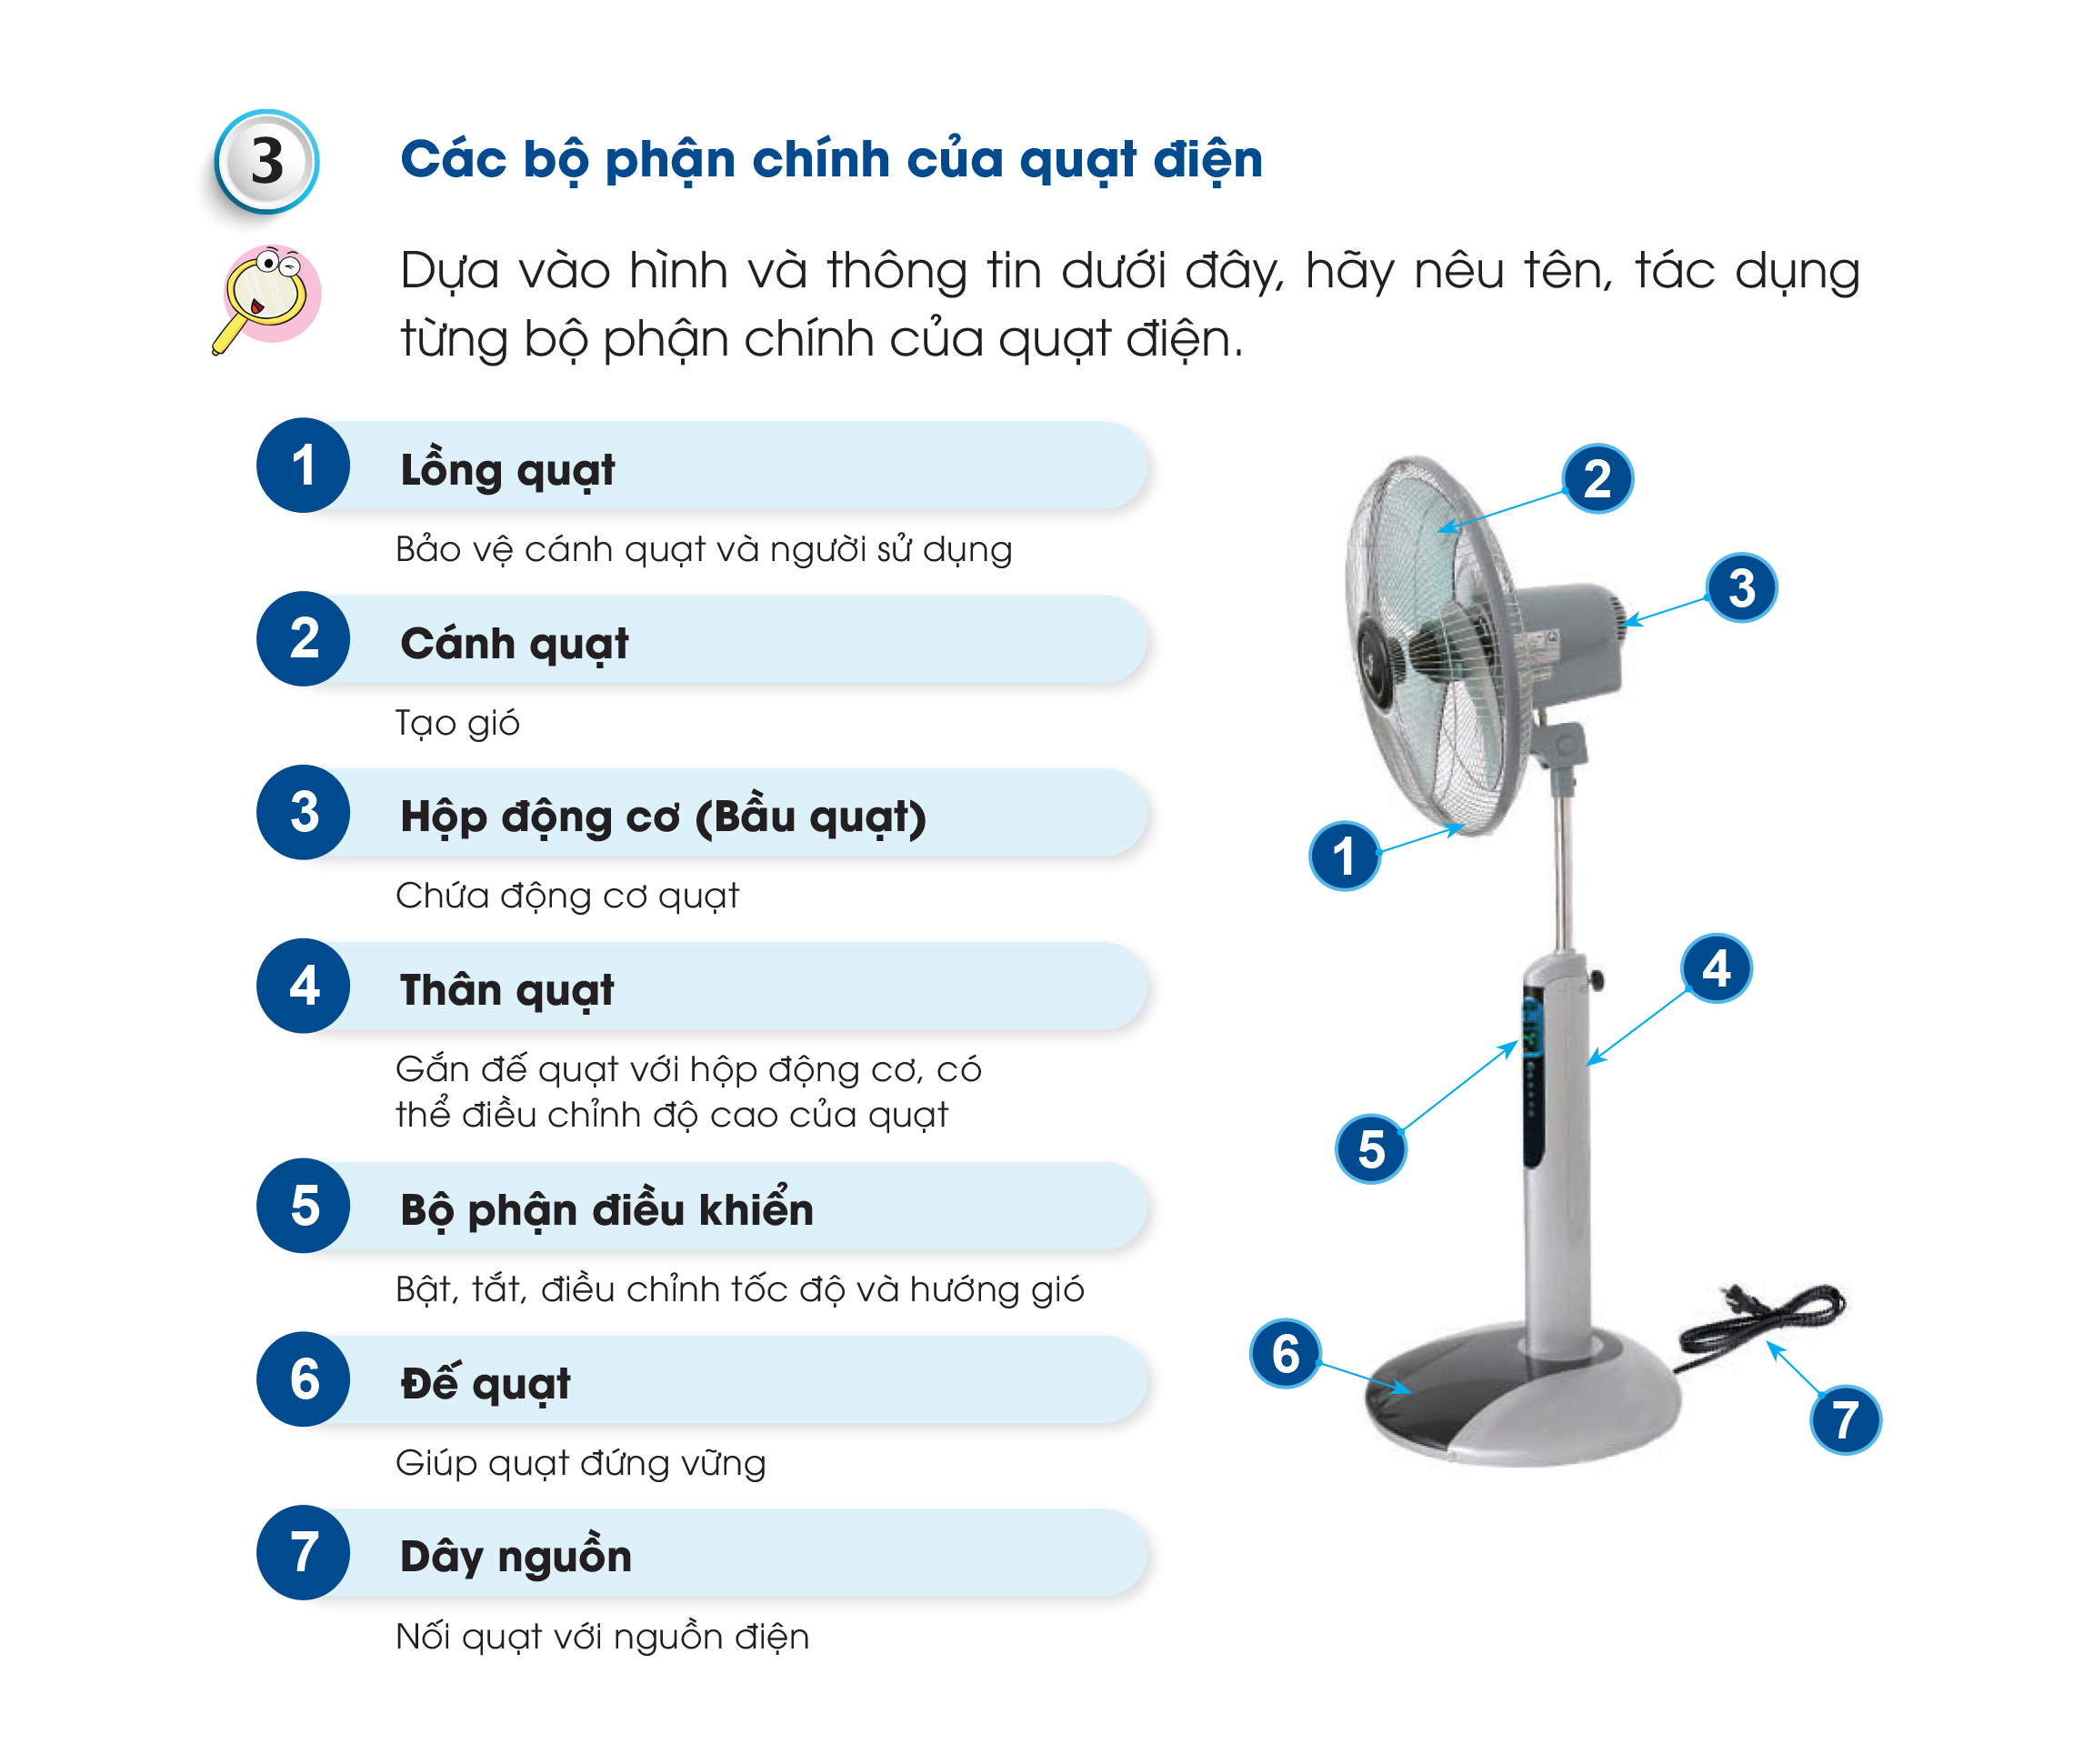 3
Các bộ phận chính của quạt điện
Dựa vào hình và thông tin dưới đây, hãy nêu tên, tác dụng
từng bộ phận chính của quạt điện.
1 Lồng quạt
Bảo vệ cánh quạt và người sử dụng
2 Cánh quạt
Tạo gió
3 Hộp động cơ (Bầu quạt)
Chứa động cơ quạt
4 Thân quạt
Gắn đế quạt với hộp động cơ, có
thể điều chỉnh độ cao của quạt
5 Bộ phận điều khiển
Bật, tắt, điều chỉnh tốc độ và hướng gió
6 Đế quạt
Giúp quạt đứng vững
7 Dây nguồn
Nối quạt với nguồn điện
2
3
1
4
5
6
7